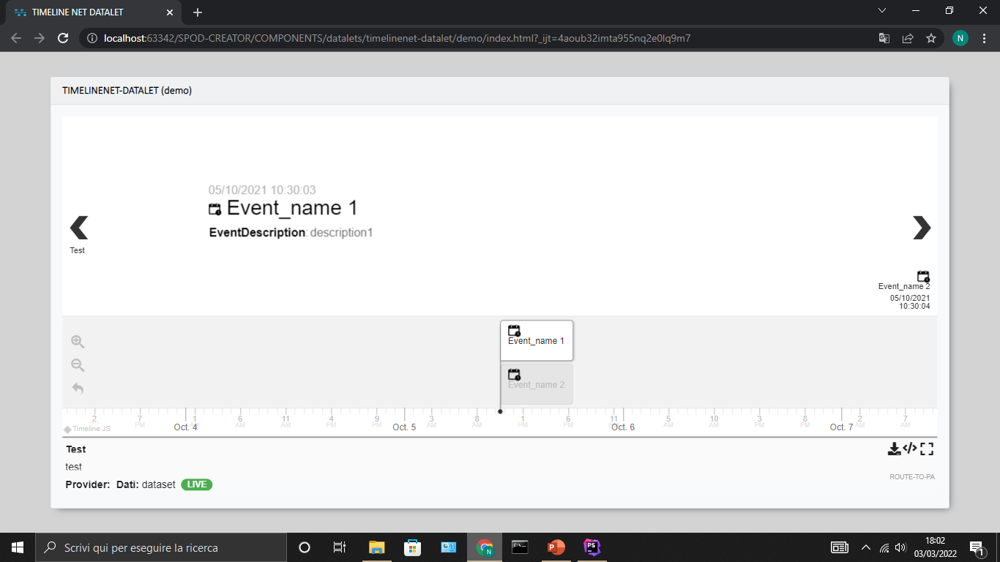 TIMELINE NET DATALET
localhost:63342/SPOD-CREATOR/COMPONENTS/datalets/timelinenet-datalet/demo/index.html?_ijt=4aoub32imta955nq2e0lq9m7
N
TIMELINENET-DATALET (demo)
05/10/2021 10:30:03
Event_name 1
EventDescription: description1
Test
Event_name 2
05/10/2021
10:30:04
Event_name 1
Event_name 2
2 7 1 6 11 4 9 3 8 1 6 11 5 10 3 8 2 7
PM AM AM AM PM PM AM AM PM PM AM AM PM PM AM AM
Oct. 4 Oct. 5 Oct. 6 Oct. 7
Timeline JS
Test
test
Provider: Dati: dataset LIVE
ROUTE-TO-PA
Scrivi qui per eseguire la ricerca
N
C:\
P
PS
18:02
03/03/2022
1